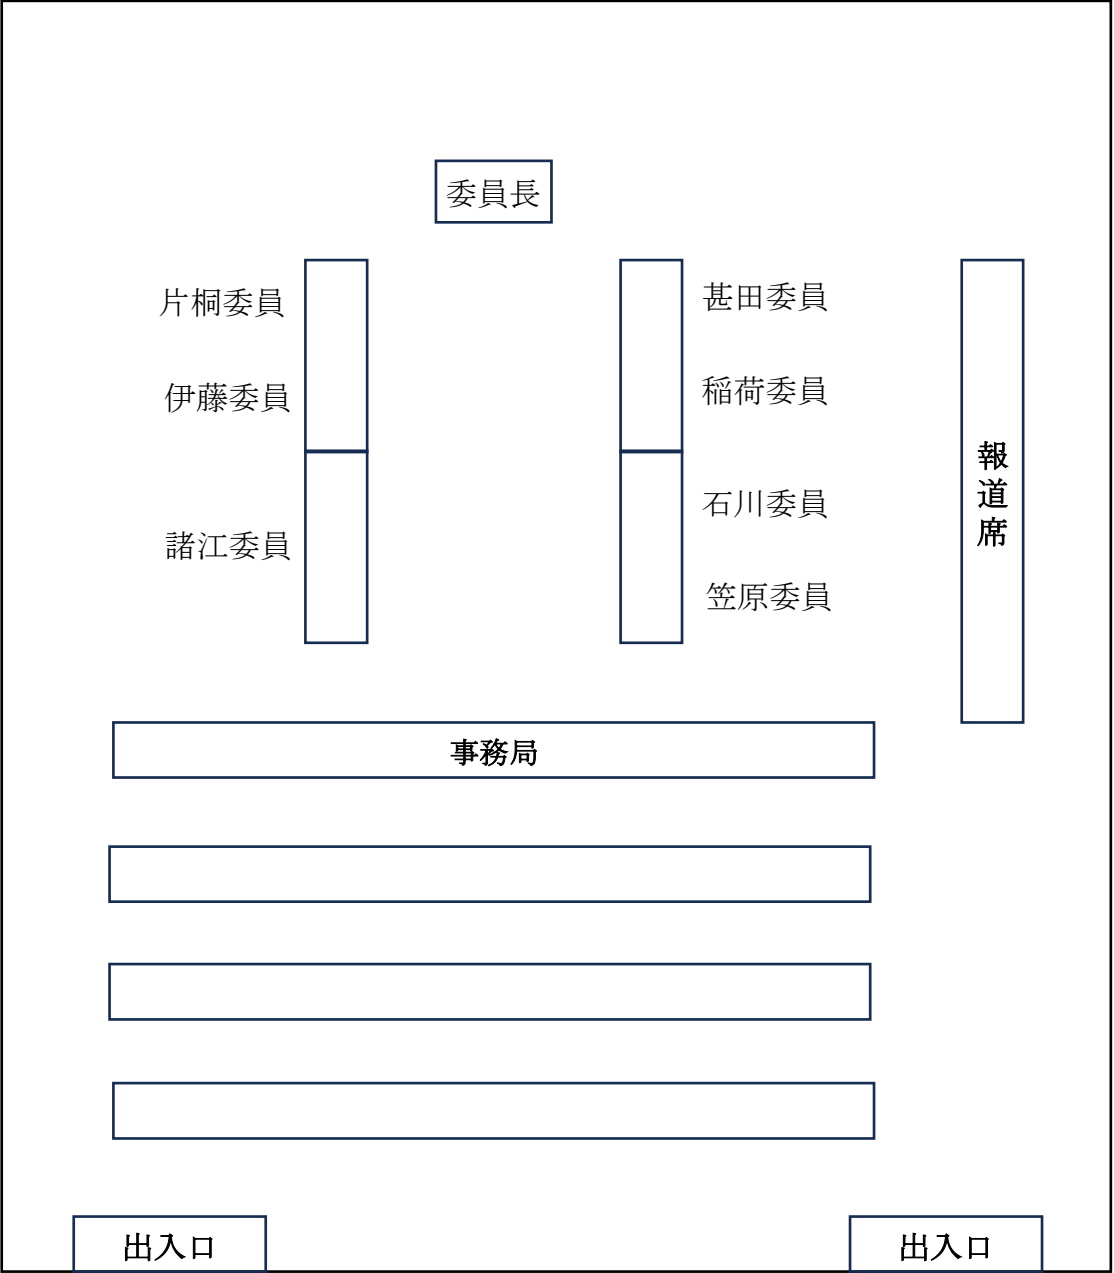 委員長
片桐委員
甚田委員
伊藤委員
稲荷委員
諸江委員
石川委員
笠原委員
報道席
事務局
出入口
出入口